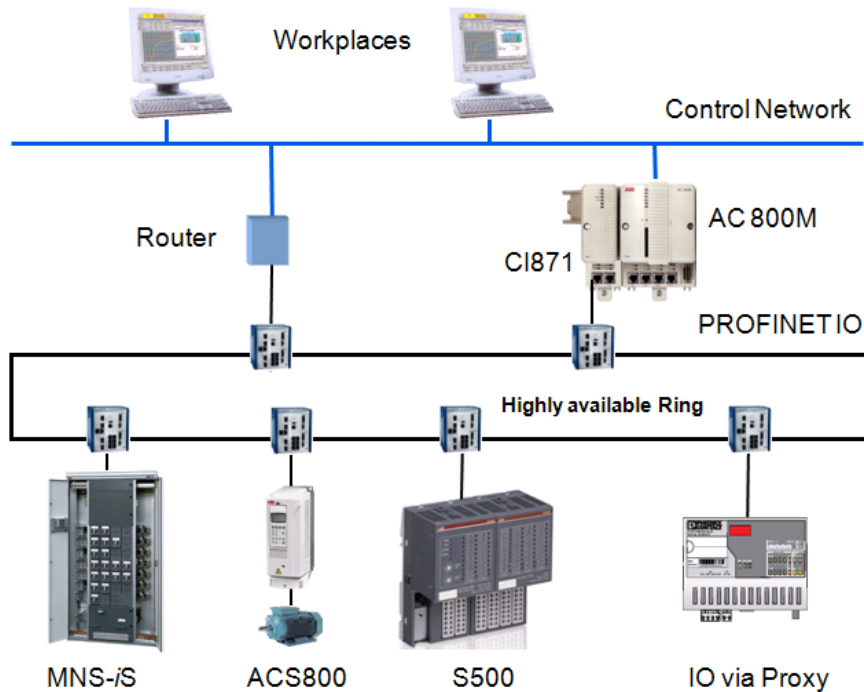 Workplaces
Control Network
Router
CI871
AC 800M
PROFINET IO
Highly available Ring
MNS-iS
ACS800
S500
IO via Proxy